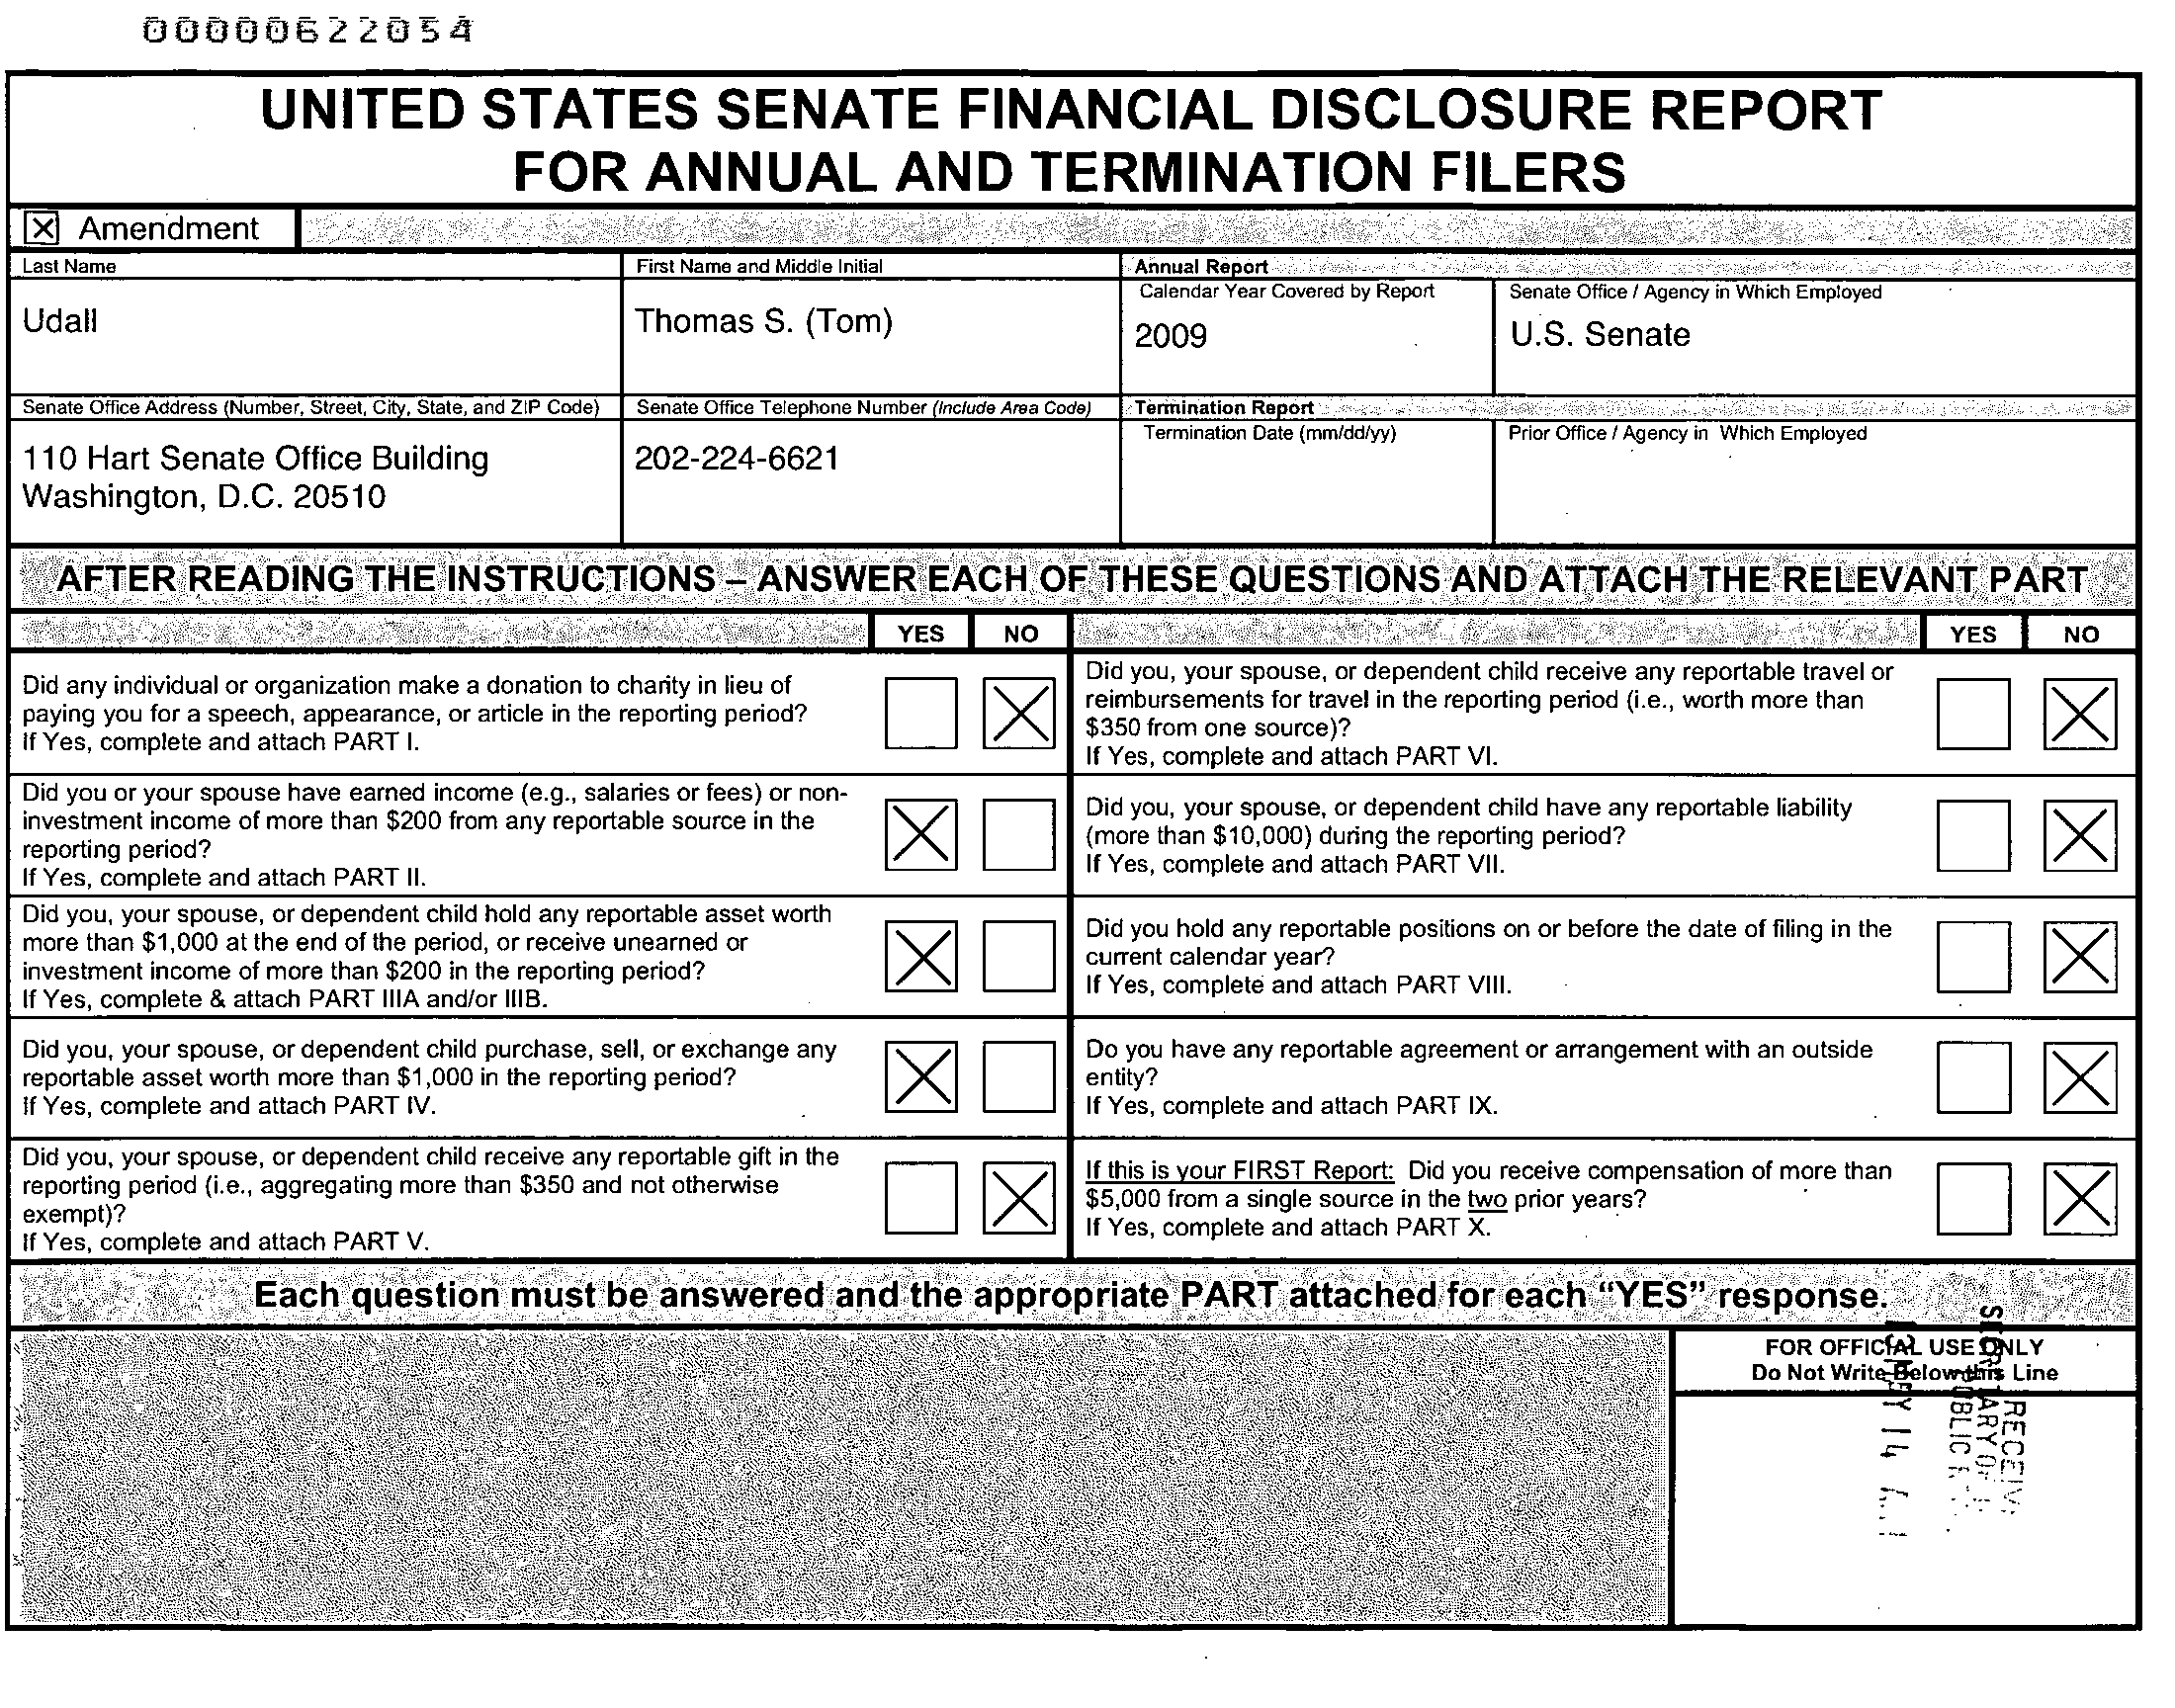 00000622054
UNITED STATES SENATE FINANCIAL DISCLOSURE REPORT
FOR ANNUAL AND TERMINATION FILERS
X Amendment
Last Name
First Name and Middle Initial
Annual Report
Calendar Year Covered by Report
Senate Office / Agency in Which Employed
Udall
Thomas S. (Tom)
2009
U.S. Senate
Senate Office Address (Number, Street, City, State, and ZIP Code)
Senate Office Telephone Number (Include Area Code)
Termination Report
Termination Date (mm/dd/yy)
Prior Office / Agency in Which Employed
110 Hart Senate Office Building
Washington, D.C. 20510
202-224-6621
AFTER READING THE INSTRUCTIONS – ANSWER EACH OF THESE QUESTIONS AND ATTACH THE RELEVANT PART
YES NO
YES NO
Did any individual or organization make a donation to charity in lieu of
paying you for a speech, appearance, or article in the reporting period?
If Yes, complete and attach PART I.
X
Did you, your spouse, or dependent child receive any reportable travel or
reimbursements for travel in the reporting period (i.e., worth more than
$350 from one source)?
If Yes, complete and attach PART VI.
X
Did you or your spouse have earned income (e.g., salaries or fees) or non-
investment income of more than $200 from any reportable source in the
reporting period?
If Yes, complete and attach PART II.
X
Did you, your spouse, or dependent child have any reportable liability
(more than $10,000) during the reporting period?
If Yes, complete and attach PART VII.
X
Did you, your spouse, or dependent child hold any reportable asset worth
more than $1,000 at the end of the period, or receive unearned or
investment income of more than $200 in the reporting period?
If Yes, complete & attach PART IIIA and/or IIIB.
X
Did you hold any reportable positions on or before the date of filing in the
current calendar year?
If Yes, complete and attach PART VIII.
X
Did you, your spouse, or dependent child purchase, sell, or exchange any
reportable asset worth more than $1,000 in the reporting period?
If Yes, complete and attach PART IV.
X
Do you have any reportable agreement or arrangement with an outside
entity?
If Yes, complete and attach PART IX.
X
Did you, your spouse, or dependent child receive any reportable gift in the
reporting period (i.e., aggregating more than $350 and not otherwise
exempt)?
If Yes, complete and attach PART V.
X
If this is your FIRST Report: Did you receive compensation of more than
$5,000 from a single source in the two prior years?
If Yes, complete and attach PART X.
X
Each question must be answered and the appropriate PART attached for each “YES” response.
FOR OFFICIAL USE ONLY
Do Not Write Below this Line